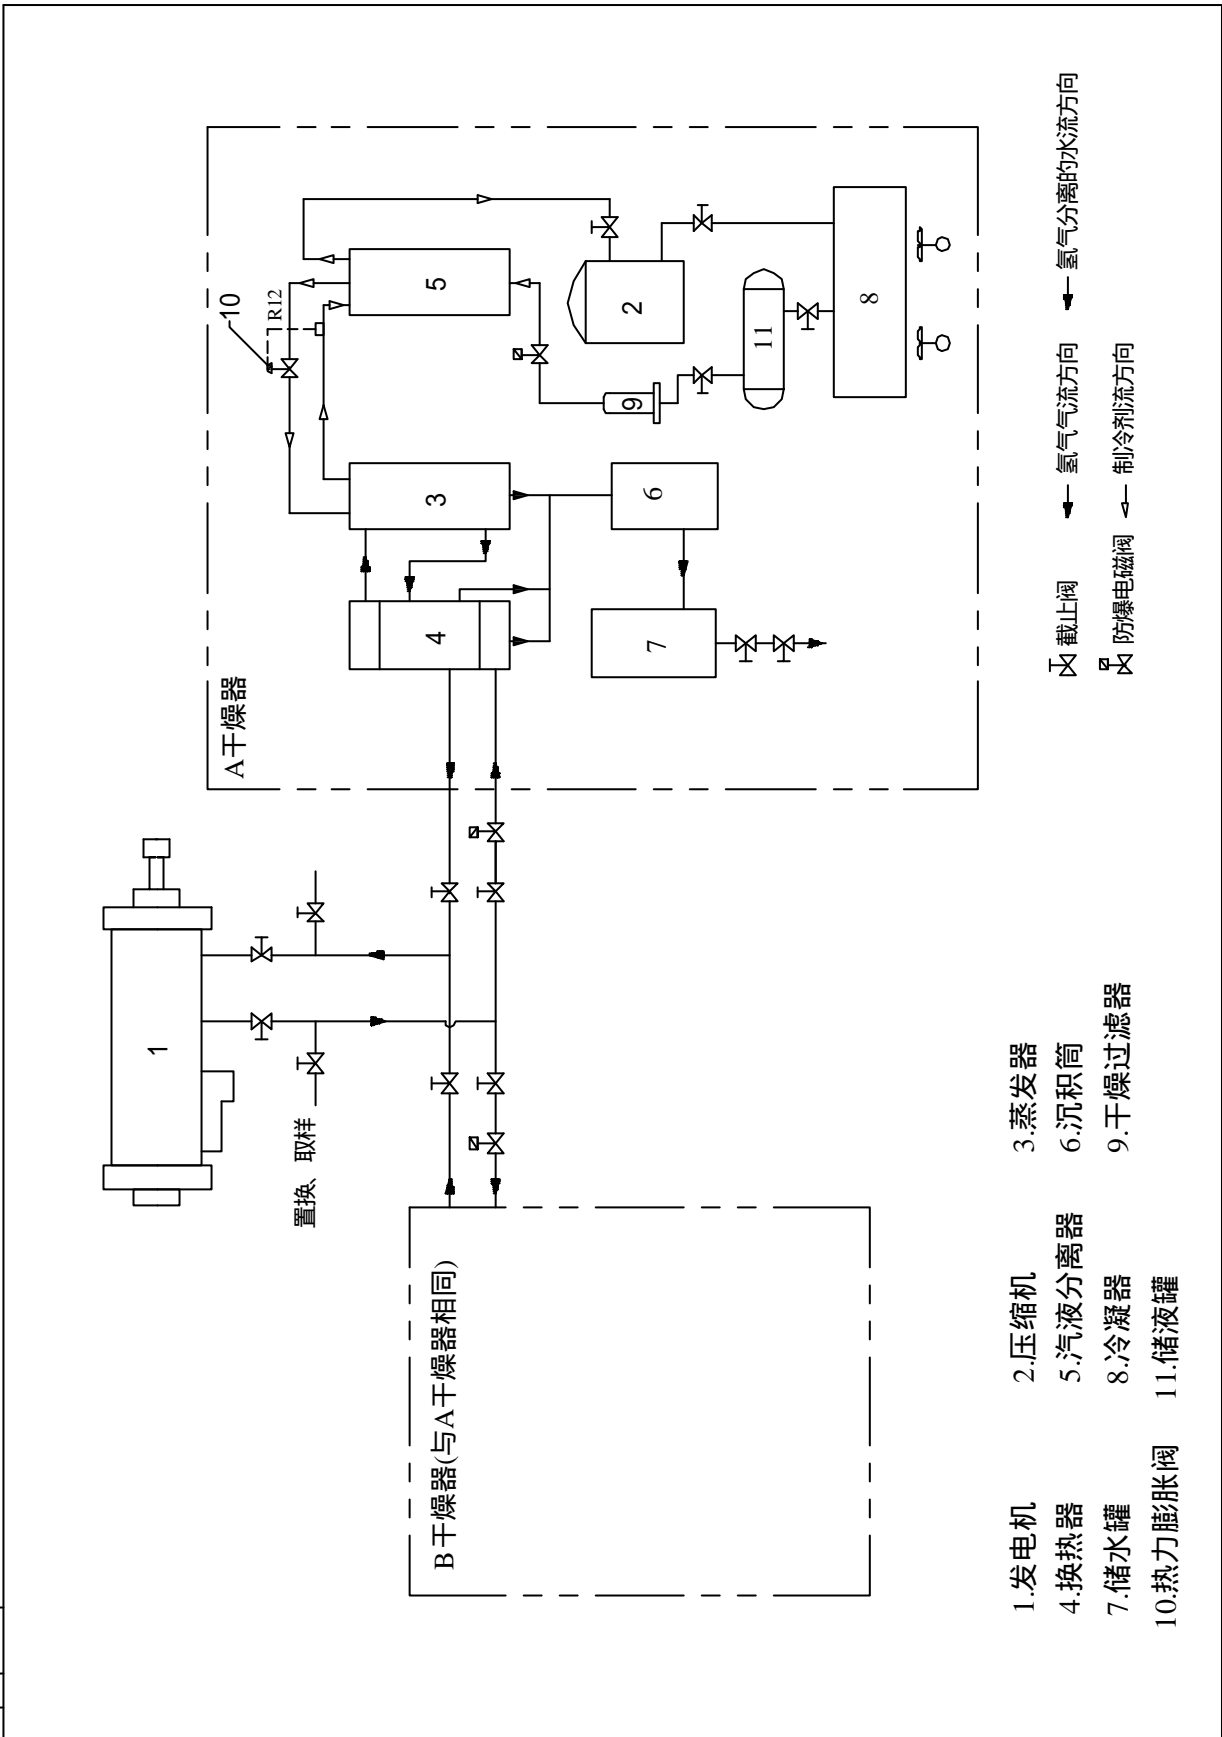 A干燥器
10
R12
5
3
4
2
9
11
8
6
7
1
置换、取样
B干燥器(与A干燥器相同)
截止阀 氢气气流方向 氢气分离的水流方向
防爆电磁阀 制冷剂流方向
1.发电机 2.压缩机 3.蒸发器
4.换热器 5.汽液分离器 6.沉积筒
7.储水罐 8.冷凝器 9.干燥过滤器
10.热力膨胀阀 11.储液罐